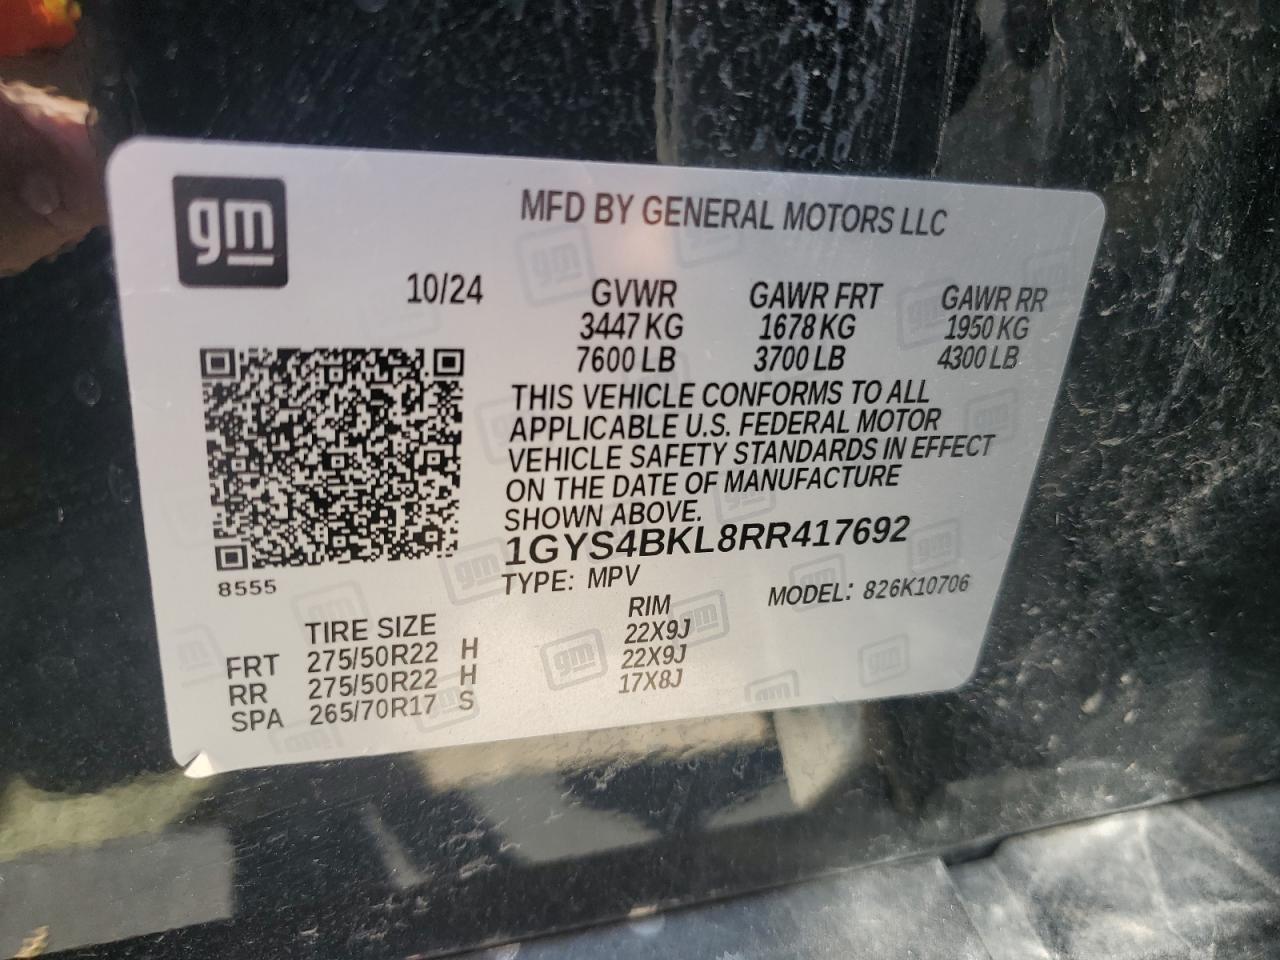 gm
MFD BY GENERAL MOTORS LLC
10/24 GVWR GAWR FRT GAWR RR
3447 KG 1678 KG 1950 KG
7600 LB 3700 LB 4300 LB
THIS VEHICLE CONFORMS TO ALL
APPLICABLE U.S. FEDERAL MOTOR
VEHICLE SAFETY STANDARDS IN EFFECT
ON THE DATE OF MANUFACTURE
SHOWN ABOVE.
1GYS4BKL8RR417692
8555
TYPE: MPV MODEL: 826K10706
TIRE SIZE RIM
FRT 275/50R22 H 22X9J
RR 275/50R22 H 22X9J
SPA 265/70R17 S 17X8J